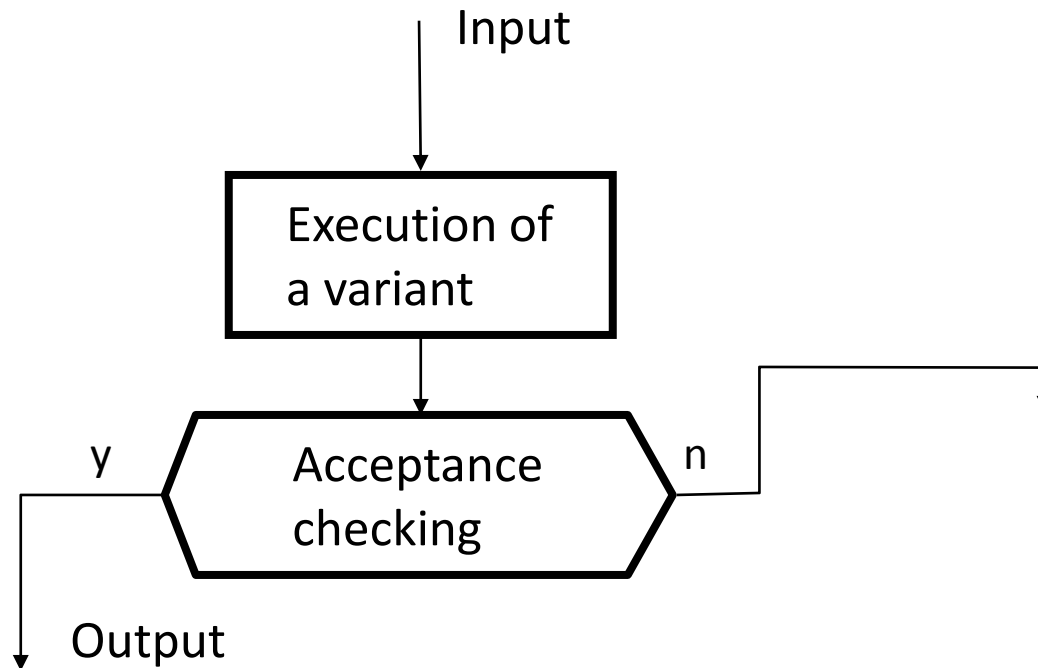 Input
Execution of
a variant
y
n
Acceptance
checking
Output